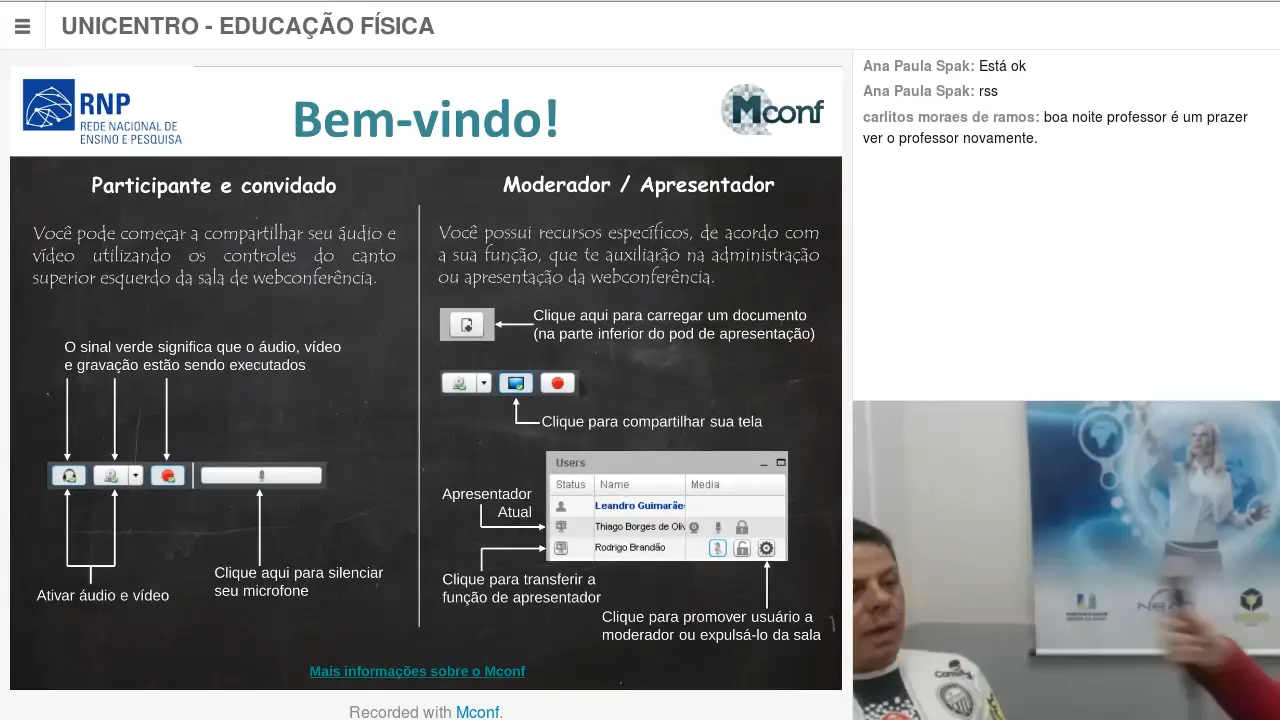 UNICENTRO - EDUCAÇÃO FÍSICA
RNP
REDE NACIONAL DE
ENSINO E PESQUISA
Bem-vindo!
Mconf
Participante e convidado
Você pode começar a compartilhar seu áudio e
vídeo utilizando os controles do canto
superior esquerdo da sala de webconferência.
O sinal verde significa que o áudio, vídeo
e gravação estão sendo executados
Ativar áudio e vídeo
Clique aqui para silenciar
seu microfone
Moderador / Apresentador
Você possui recursos específicos, de acordo com
a sua função, que te auxiliarão na administração
ou apresentação da webconferência.
Clique aqui para carregar um documento
(na parte inferior do pod de apresentação)
Clique para compartilhar sua tela
Users
Status Name Media
Leandro Guimarães
Thiago Borges de Oliv
Rodrigo Brandão
Apresentador
Atual
Clique para transferir a
função de apresentador
Clique para promover usuário a
moderador ou expulsá-lo da sala
Mais informações sobre o Mconf
Recorded with Mconf.
Ana Paula Spak: Está ok
Ana Paula Spak: rss
carlitos moraes de ramos: boa noite professor é um prazer
ver o professor novamente.